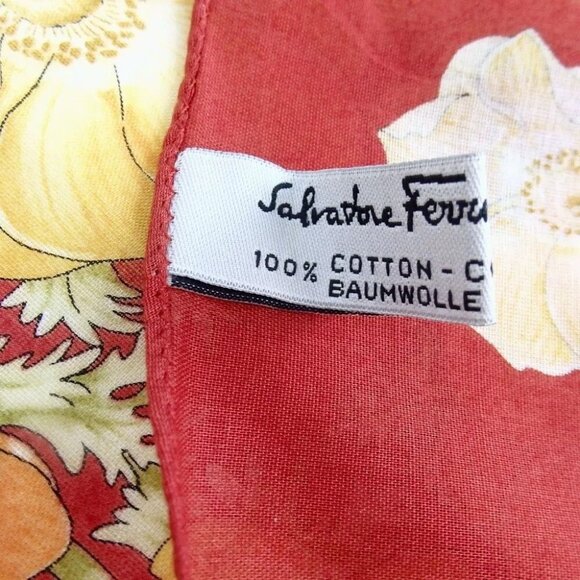 Salvatore Ferr
100% COTTON - C
BAUMWOLLE